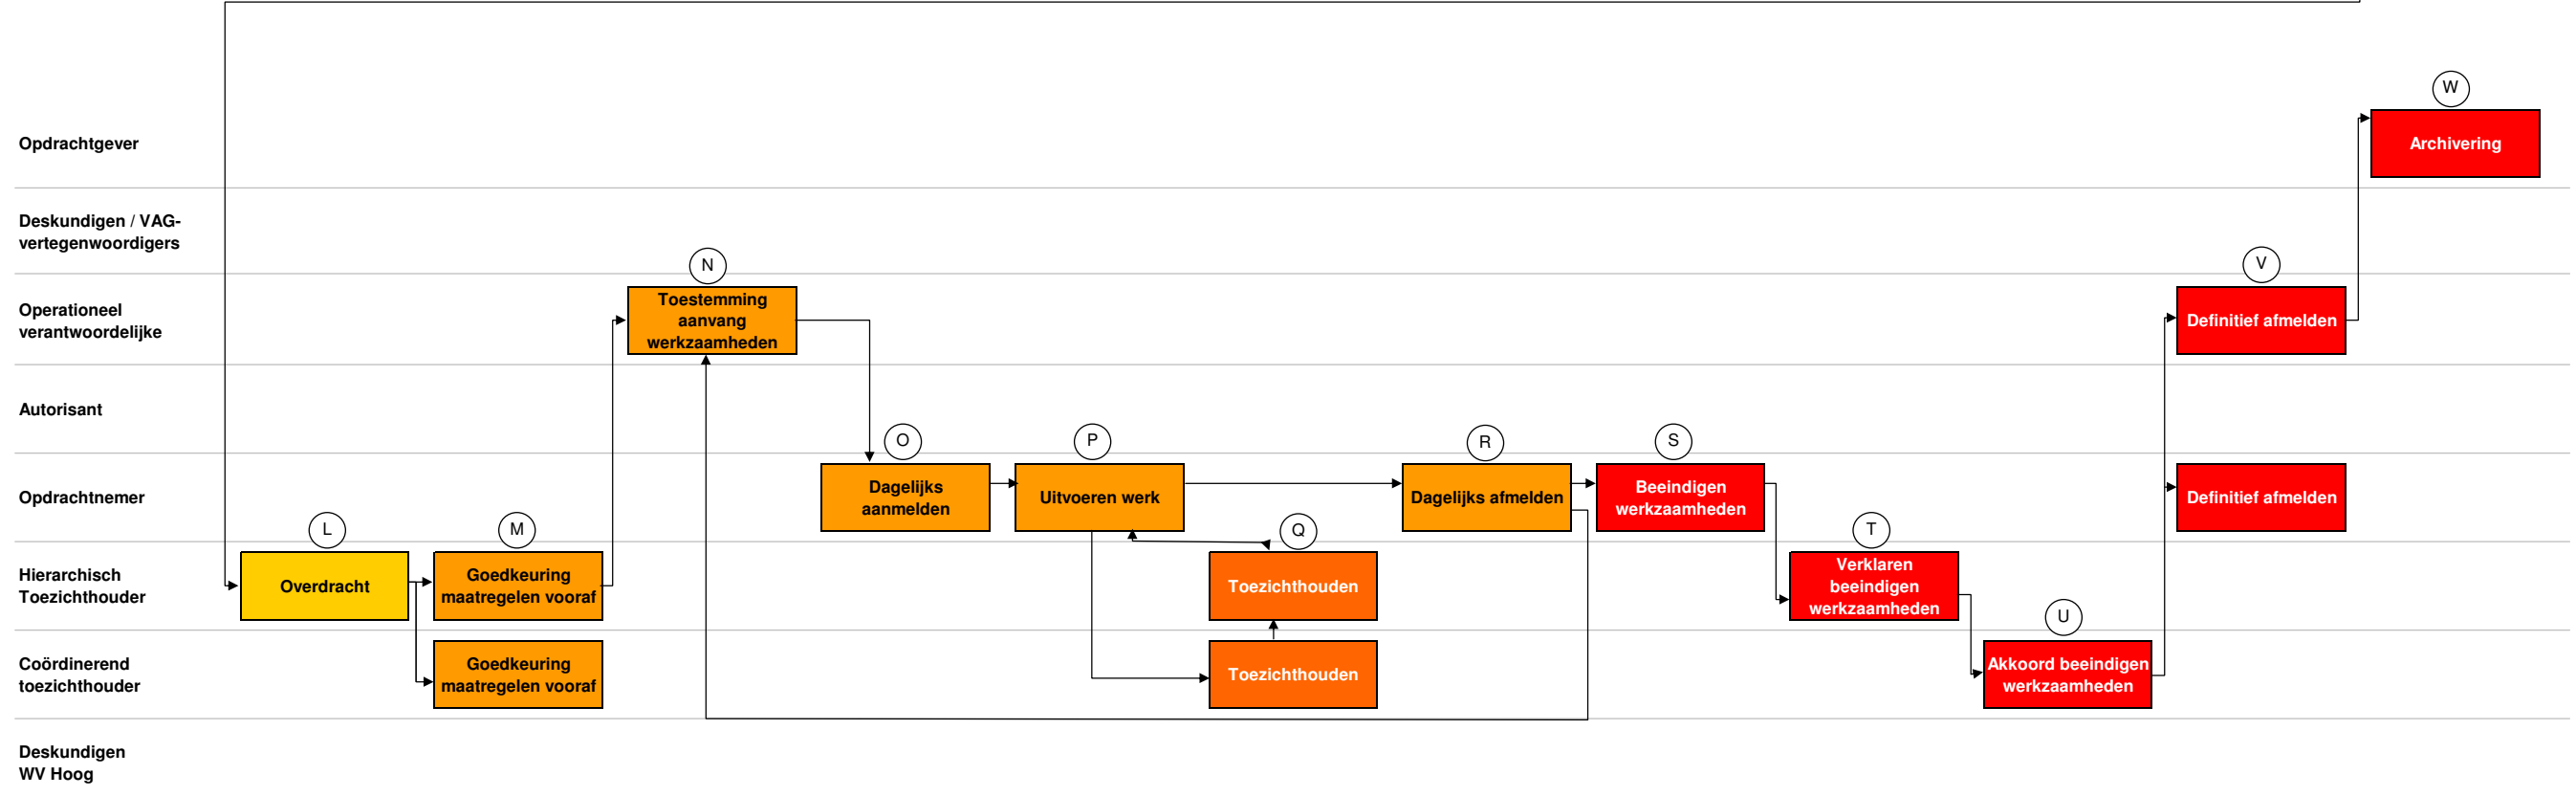 W
Opdrachtgever
Archivering
Deskundigen / VAG-
vertegenwoordigers
N
V
Operationeel
verantwoordelijke
Toestemming
aanvang
werkzaamheden
Definitief afmelden
Autorisant
O
P
R
S
Opdrachtnemer
Dagelijks
aanmelden
Uitvoeren werk
Dagelijks afmelden
Beeindigen
werkzaamheden
Definitief afmelden
L
M
Q
T
Hierarchisch
Toezichthouder
Overdracht
Goedkeuring
maatregelen vooraf
Toezichthouden
Verklaren
beeindigen
werkzaamheden
U
Coördinerend
toezichthouder
Goedkeuring
maatregelen vooraf
Toezichthouden
Akkoord beeindigen
werkzaamheden
Deskundigen
WV Hoog